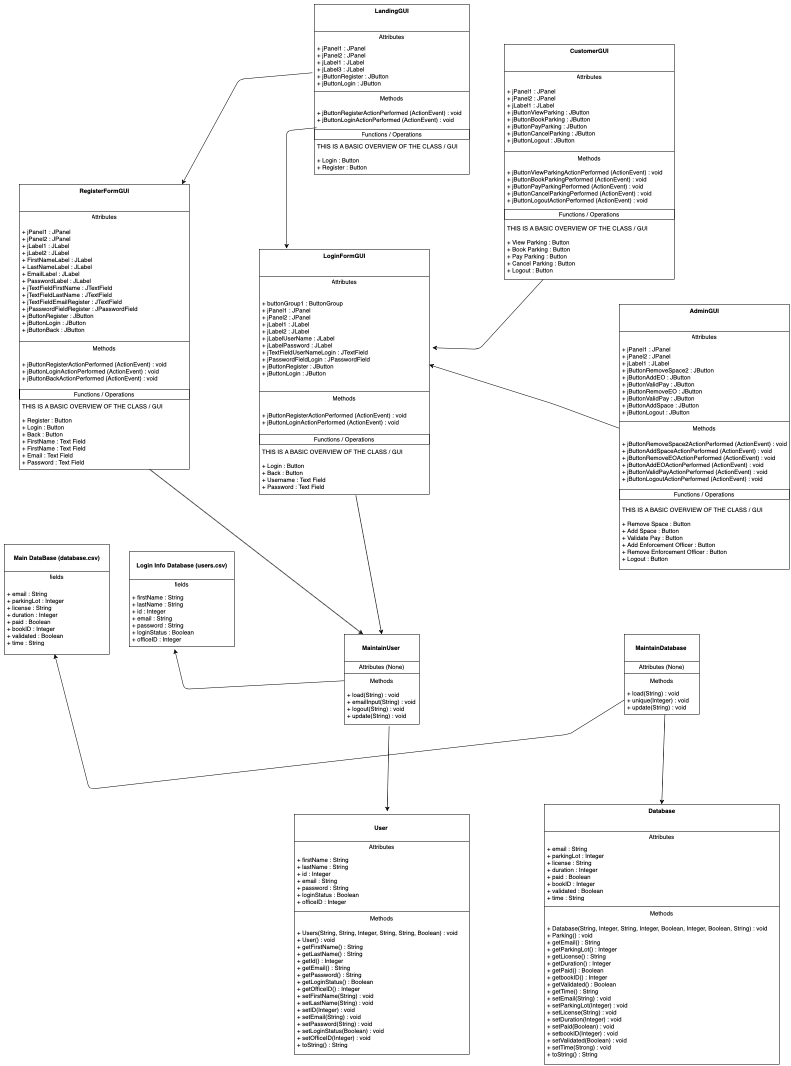 LandingGUI
Attributes
+ jPanel1 : JPanel
+ jPanel2 : JPanel
+ jLabel1 : JLabel
+ jLabel3 : JLabel
+ jButtonRegister : JButton
+ jButtonLogin : JButton
Methods
+ jButtonRegisterActionPerformed (ActionEvent) : void
+ jButtonLoginActionPerformed (ActionEvent) : void
Functions / Operations
THIS IS A BASIC OVERVIEW OF THE CLASS / GUI
+ Login : Button
+ Register : Button
CustomerGUI
Attributes
+ jPanel1 : JPanel
+ jPanel2 : JPanel
+ jLabel1 : JLabel
+ jButtonViewParking : JButton
+ jButtonBookParking : JButton
+ jButtonPayParking : JButton
+ jButtonCancelParking : JButton
+ jButtonLogout : JButton
Methods
+ jButtonViewParkingActionPerformed (ActionEvent) : void
+ jButtonBookParkingPerformed (ActionEvent) : void
+ jButtonPayParkingPerformed (ActionEvent) : void
+ jButtonCancelParkingPerformed (ActionEvent) : void
+ jButtonLogoutActionPerformed (ActionEvent) : void
Functions / Operations
THIS IS A BASIC OVERVIEW OF THE CLASS / GUI
+ View Parking : Button
+ Book Parking : Button
+ Pay Parking : Button
+ Cancel Parking : Button
+ Logout : Button
RegisterFormGUI
Attributes
+ jPanel1 : JPanel
+ jPanel2 : JPanel
+ jLabel1 : JLabel
+ jLabel2 : JLabel
+ FirstNameLabel : JLabel
+ LastNameLabel : JLabel
+ EmailLabel : JLabel
+ PasswordLabel : JLabel
+ jTextFieldFirstName : JTextField
+ jTextFieldLastName : JTextField
+ jTextFieldEmailRegister : JTextField
+ jPasswordFieldRegister : JPasswordField
+ jButtonRegister : JButton
+ jButtonLogin : JButton
+ jButtonBack : JButton
Methods
+ jButtonRegisterActionPerformed (ActionEvent) : void
+ jButtonLoginActionPerformed (ActionEvent) : void
+ jButtonBackActionPerformed (ActionEvent) : void
Functions / Operations
THIS IS A BASIC OVERVIEW OF THE CLASS / GUI
+ Register : Button
+ Login : Button
+ Back : Button
+ FirstName : Text Field
+ FirstName : Text Field
+ Email : Text Field
+ Password : Text Field
LoginFormGUI
Attributes
+ buttonGroup1 : ButtonGroup
+ jPanel1 : JPanel
+ jPanel2 : JPanel
+ jLabel1 : JLabel
+ jLabel2 : JLabel
+ jLabelUserName : JLabel
+ jLabelPassword : JLabel
+ jTextFieldUserNameLogin : JTextField
+ jPasswordFieldLogin : JPasswordField
+ jButtonRegister : JButton
+ jButtonLogin : JButton
Methods
+ jButtonRegisterActionPerformed (ActionEvent) : void
+ jButtonLoginActionPerformed (ActionEvent) : void
Functions / Operations
THIS IS A BASIC OVERVIEW OF THE CLASS / GUI
+ Login : Button
+ Back : Button
+ Username : Text Field
+ Password : Text Field
AdminGUI
Attributes
+ jPanel1 : JPanel
+ jPanel2 : JPanel
+ jLabel1 : JLabel
+ jButtonRemoveSpace2 : JButton
+ jButtonAddEO : JButton
+ jButtonValidPay : JButton
+ jButtonRemoveEO : JButton
+ jButtonValidPay : JButton
+ jButtonAddSpace : JButton
+ jButtonLogout : JButton
Methods
+ jButtonRemoveSpace2ActionPerformed (ActionEvent) : void
+ jButtonAddSpaceActionPerformed (ActionEvent) : void
+ jButtonRemoveEOActionPerformed (ActionEvent) : void
+ jButtonAddEOActionPerformed (ActionEvent) : void
+ jButtonValidPayActionPerformed (ActionEvent) : void
+ jButtonLogoutActionPerformed (ActionEvent) : void
Functions / Operations
THIS IS A BASIC OVERVIEW OF THE CLASS / GUI
+ Remove Space : Button
+ Add Space : Button
+ Validate Pay : Button
+ Add Enforcement Officer : Button
+ Remove Enforcement Officer : Button
+ Logout : Button
Main DataBase (database.csv)
fields
+ email : String
+ parkingLot : Integer
+ license : String
+ duration : Integer
+ paid : Boolean
+ bookID : Integer
+ validated : Boolean
+ time : String
Login Info Database (users.csv)
fields
+ firstName : String
+ lastName : String
+ id : Integer
+ email : String
+ password : String
+ loginStatus : Boolean
+ officeID : Integer
MaintainUser
Attributes (None)
Methods
+ load(String) : void
+ emailInput(String) : void
+ logout(String) : void
+ update(String) : void
MaintainDatabase
Attributes (None)
Methods
+ load(String) : void
+ unique(Integer) : void
+ update(String) : void
User
Attributes
+ firstName : String
+ lastName : String
+ id : Integer
+ email : String
+ password : String
+ loginStatus : Boolean
+ officeID : Integer
Methods
+ Users(String, String, Integer, String, String, Boolean) : void
+ User() : void
+ getFirstName() : String
+ getLastName() : String
+ getId() : Integer
+ getEmail() : String
+ getPassword() : String
+ getLoginStatus() : Boolean
+ getOfficeID() : Integer
+ setFirstName(String) : void
+ setLastName(String) : void
+ setID(Integer) : void
+ setEmail(String) : void
+ setPassword(String) : void
+ setLoginStatus(Boolean) : void
+ setOfficeID(Integer) : void
+ toString() : String
Database
Attributes
+ email : String
+ parkingLot : Integer
+ license : String
+ duration : Integer
+ paid : Boolean
+ bookID : Integer
+ validated : Boolean
+ time : String
Methods
+ Database(String, Integer, String, Integer, Boolean, Integer, Boolean, String) : void
+ Parking() : void
+ getEmail() : String
+ getParkingLot() : Integer
+ getLicense() : String
+ getDuration() : Integer
+ getPaid() : Boolean
+ getbookID() : Integer
+ getValidated() : Boolean
+ getTime() : String
+ setEmail(String) : void
+ setParkingLot(Integer) : void
+ setLicense(String) : void
+ setDuration(Integer) : void
+ setPaid(Boolean) : void
+ setbookID(Integer) : void
+ setValidated(Boolean) : void
+ setTime(Strong) : void
+ toString() : String